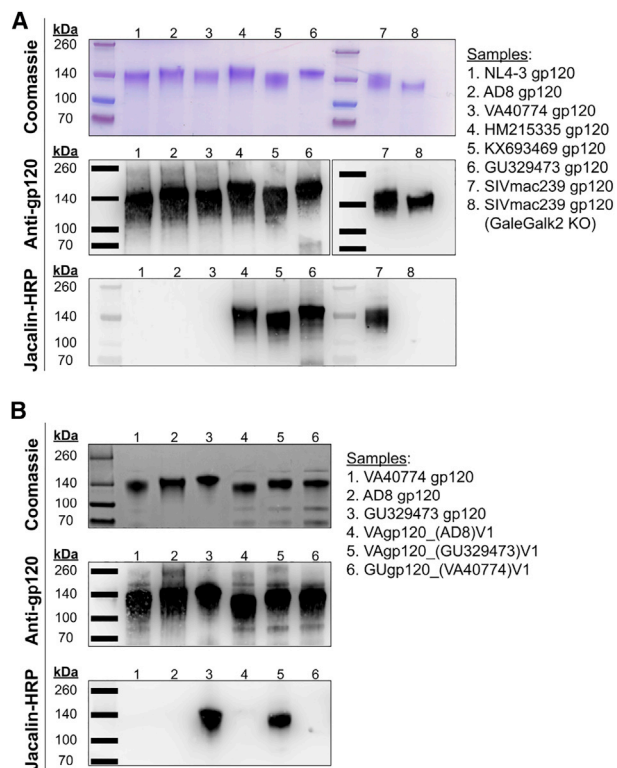 A
kDa
1 2 3 4 5 6 7 8
260
140
100
70
Coomassie
Samples:
1. NL4-3 gp120
2. AD8 gp120
3. VA40774 gp120
4. HM215335 gp120
5. KX693469 gp120
6. GU329473 gp120
7. SIVmac239 gp120
8. SIVmac239 gp120
(GaleGalk2 KO)
kDa
1 2 3 4 5 6 7 8
260
140
100
70
Anti-gp120
kDa
1 2 3 4 5 6 7 8
260
140
100
70
Jacalin-HRP
B
kDa
1 2 3 4 5 6
260
140
100
70
Coomassie
Samples:
1. VA40774 gp120
2. AD8 gp120
3. GU329473 gp120
4. VAgp120_(AD8)V1
5. VAgp120_(GU329473)V1
6. GUgp120_(VA40774)V1
kDa
1 2 3 4 5 6
260
140
100
70
Anti-gp120
kDa
1 2 3 4 5 6
260
140
100
70
Jacalin-HRP